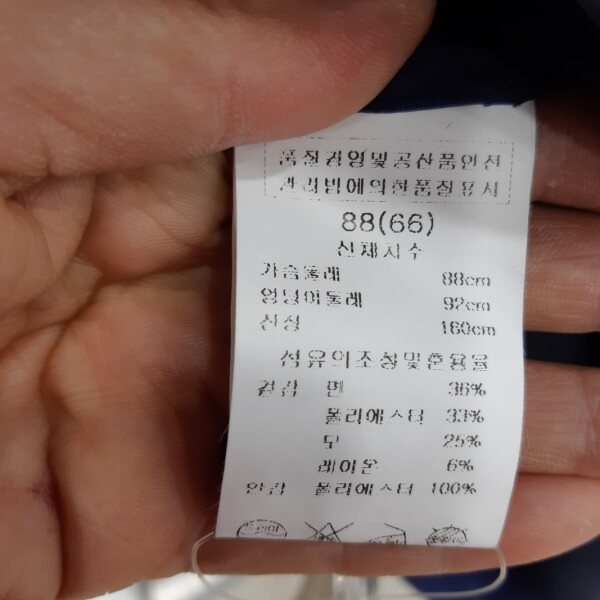 품질경영및공산품안전
관리법에의한품질표시
88(66)
신체치수
가슴둘레 88cm
엉덩이둘레 92cm
신장 160cm
섬유의조성및혼용율
겉감 면 36%
폴리에스터 33%
모 25%
레이온 6%
안감 폴리에스터 100%
드라이